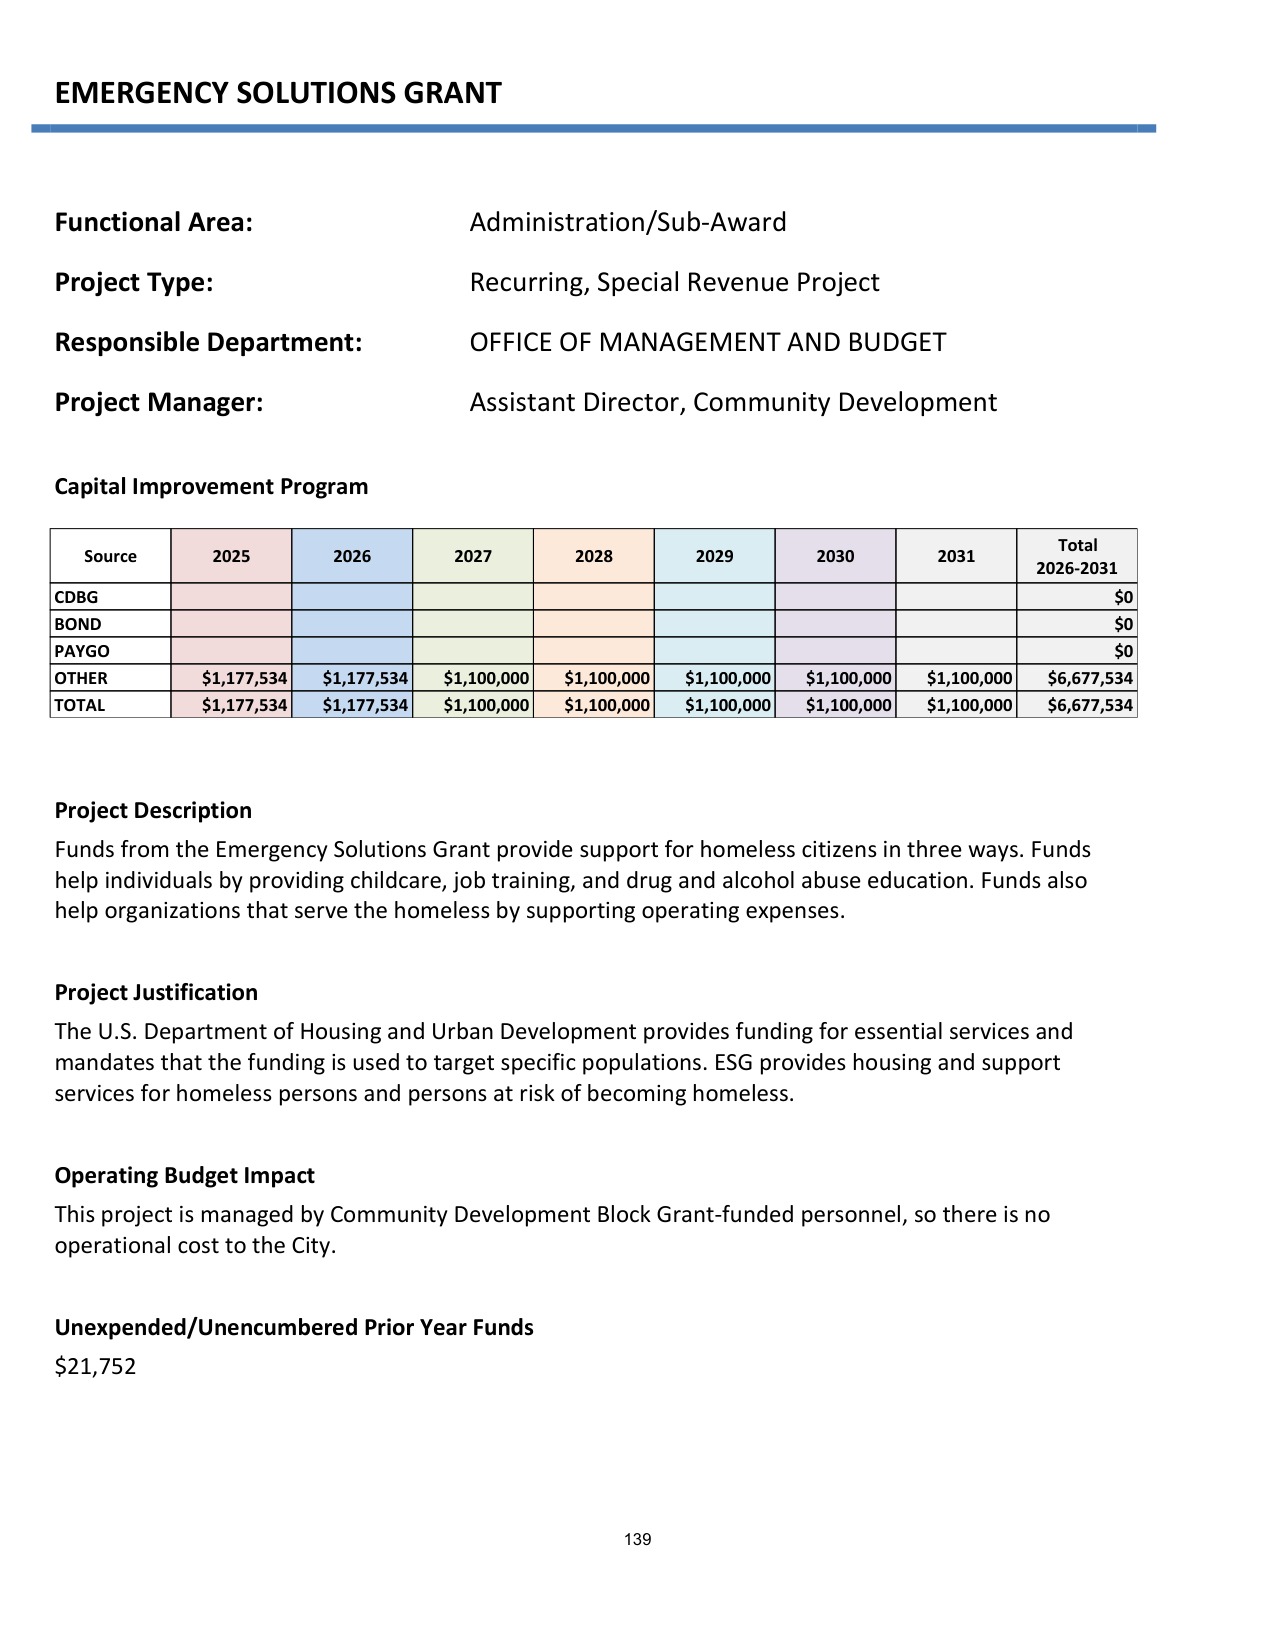 EMERGENCY SOLUTIONS GRANT
Functional Area: Administration/Sub-Award
Project Type: Recurring, Special Revenue Project
Responsible Department: OFFICE OF MANAGEMENT AND BUDGET
Project Manager: Assistant Director, Community Development
Capital Improvement Program
Source 2025 2026 2027 2028 2029 2030 2031 Total 2026-2031
CDBG $0
BOND $0
PAYGO $0
OTHER $1,177,534 $1,177,534 $1,100,000 $1,100,000 $1,100,000 $1,100,000 $1,100,000 $6,677,534
TOTAL $1,177,534 $1,177,534 $1,100,000 $1,100,000 $1,100,000 $1,100,000 $1,100,000 $6,677,534
Project Description
Funds from the Emergency Solutions Grant provide support for homeless citizens in three ways. Funds
help individuals by providing childcare, job training, and drug and alcohol abuse education. Funds also
help organizations that serve the homeless by supporting operating expenses.
Project Justification
The U.S. Department of Housing and Urban Development provides funding for essential services and
mandates that the funding is used to target specific populations. ESG provides housing and support
services for homeless persons and persons at risk of becoming homeless.
Operating Budget Impact
This project is managed by Community Development Block Grant-funded personnel, so there is no
operational cost to the City.
Unexpended/Unencumbered Prior Year Funds
$21,752
139